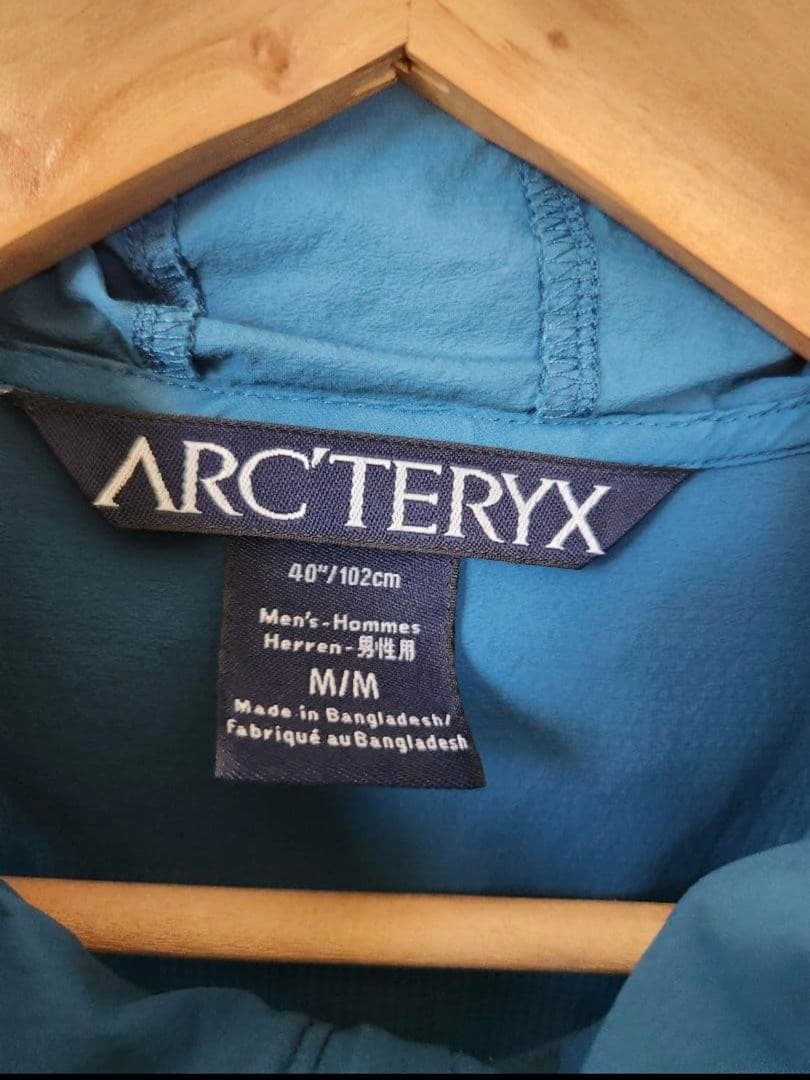 ARC'TERYX
40"/102cm
Men's-Hommes
Herren-男性用
M/M
Made in Bangladesh/
Fabriqué au Bangladesh